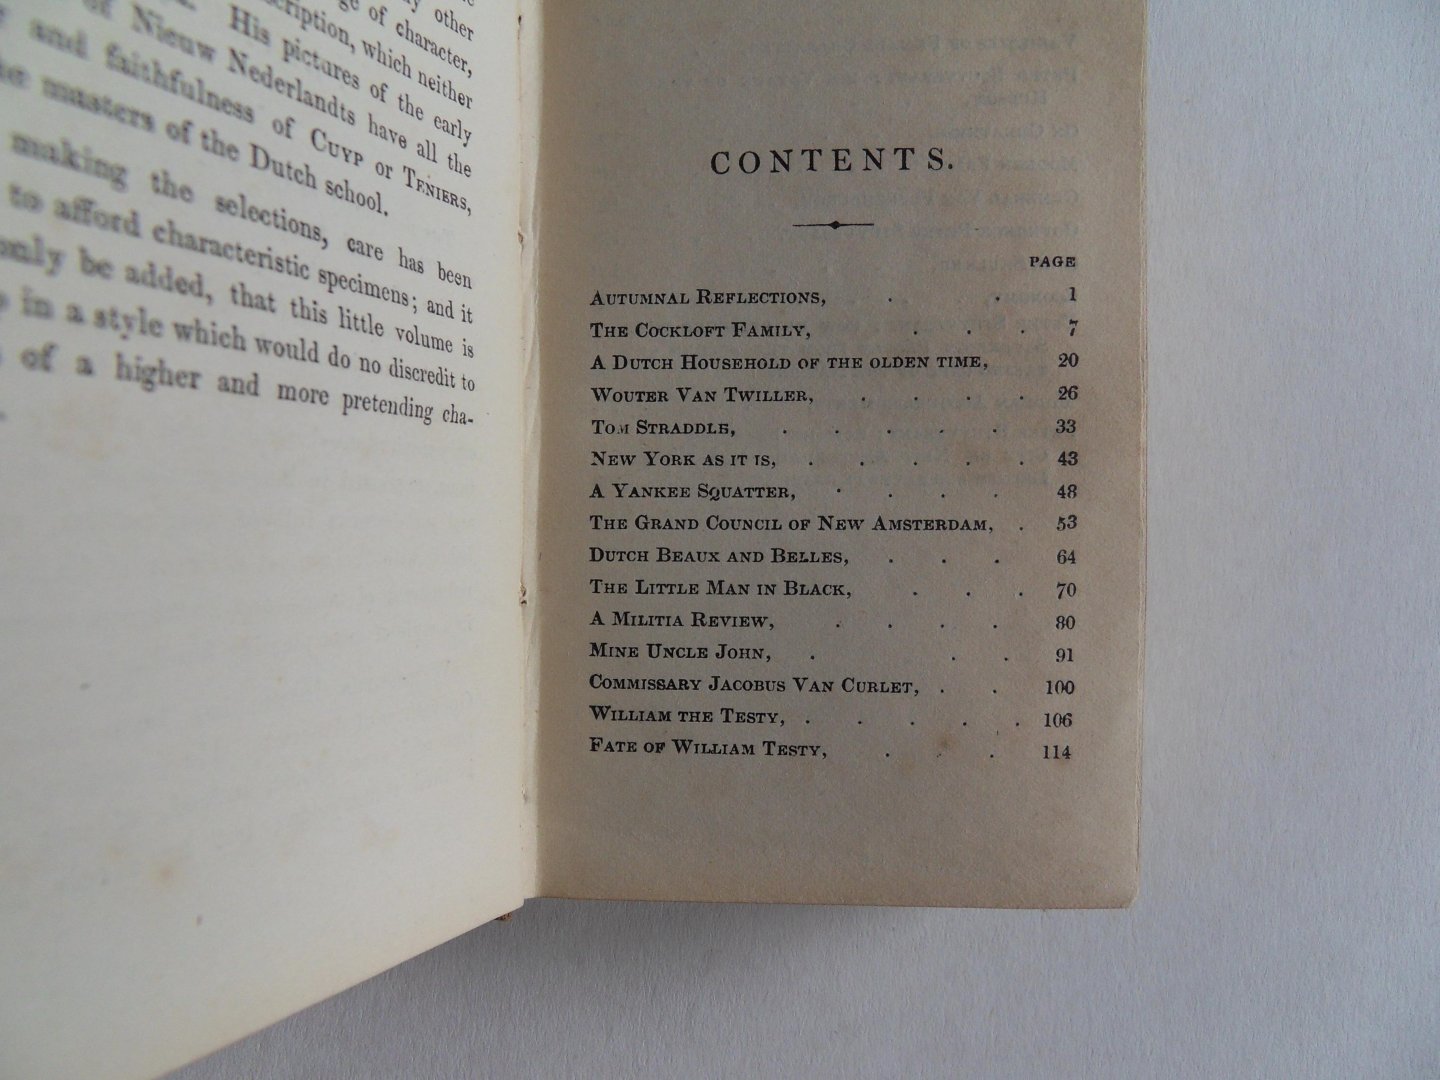 other
of character,
scription, which neither
His pictures of the early
of Nieuw Nederlandts have all the
and faithfulness of Cuyp or Teniers,
masters of the Dutch school.
making the selections, care has been
to afford characteristic specimens; and it
only be added, that this little volume is
in a style which would do no discredit to
of a higher and more pretending cha-
CONTENTS.
PAGE
Autumnal Reflections, . . 1
The Cockloft Family, . . . 7
A Dutch Household of the olden time, 20
Wouter Van Twiller, . . . . 26
Tom Straddle, . . . . . 33
New York as it is, . . . . . 43
A Yankee Squatter, . . . . 48
The Grand Council of New Amsterdam, . 53
Dutch Beaux and Belles, . . . 64
The Little Man in Black, . . . 70
A Militia Review, . . . . 80
Mine Uncle John, . . . 91
Commissary Jacobus Van Curlet, . . 100
William the Testy, . . . . . 106
Fate of William Testy, . . . 114